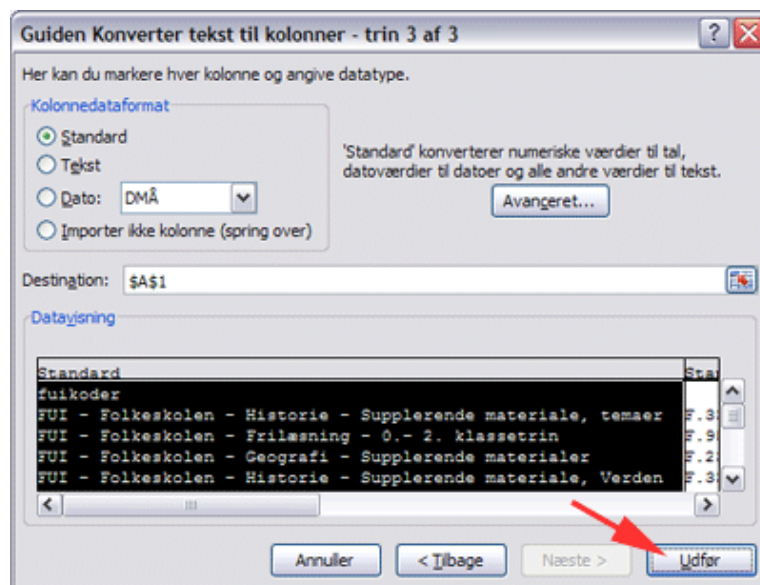 Guiden Konverter tekst til kolonner - trin 3 af 3
Her kan du markere hver kolonne og angive datatype.
Kolonnedataformat
Standard
Tekst
Dato: DMÅ
Importer ikke kolonne (spring over)
'Standard' konverterer numeriske værdier til tal,
datoværdier til datoer og alle andre værdier til tekst.
Avanceret...
Destination: $A$1
Datavisning
Standard
fuikoder
FUI - Folkeskolen - Historie - Supplerende materiale, temaer
FUI - Folkeskolen - Frilæsning - 0.- 2. klassetrin
FUI - Folkeskolen - Geografi - Supplerende materialer
FUI - Folkeskolen - Historie - Supplerende materiale, Verden
Annuller < Tilbage Næste > Udfør